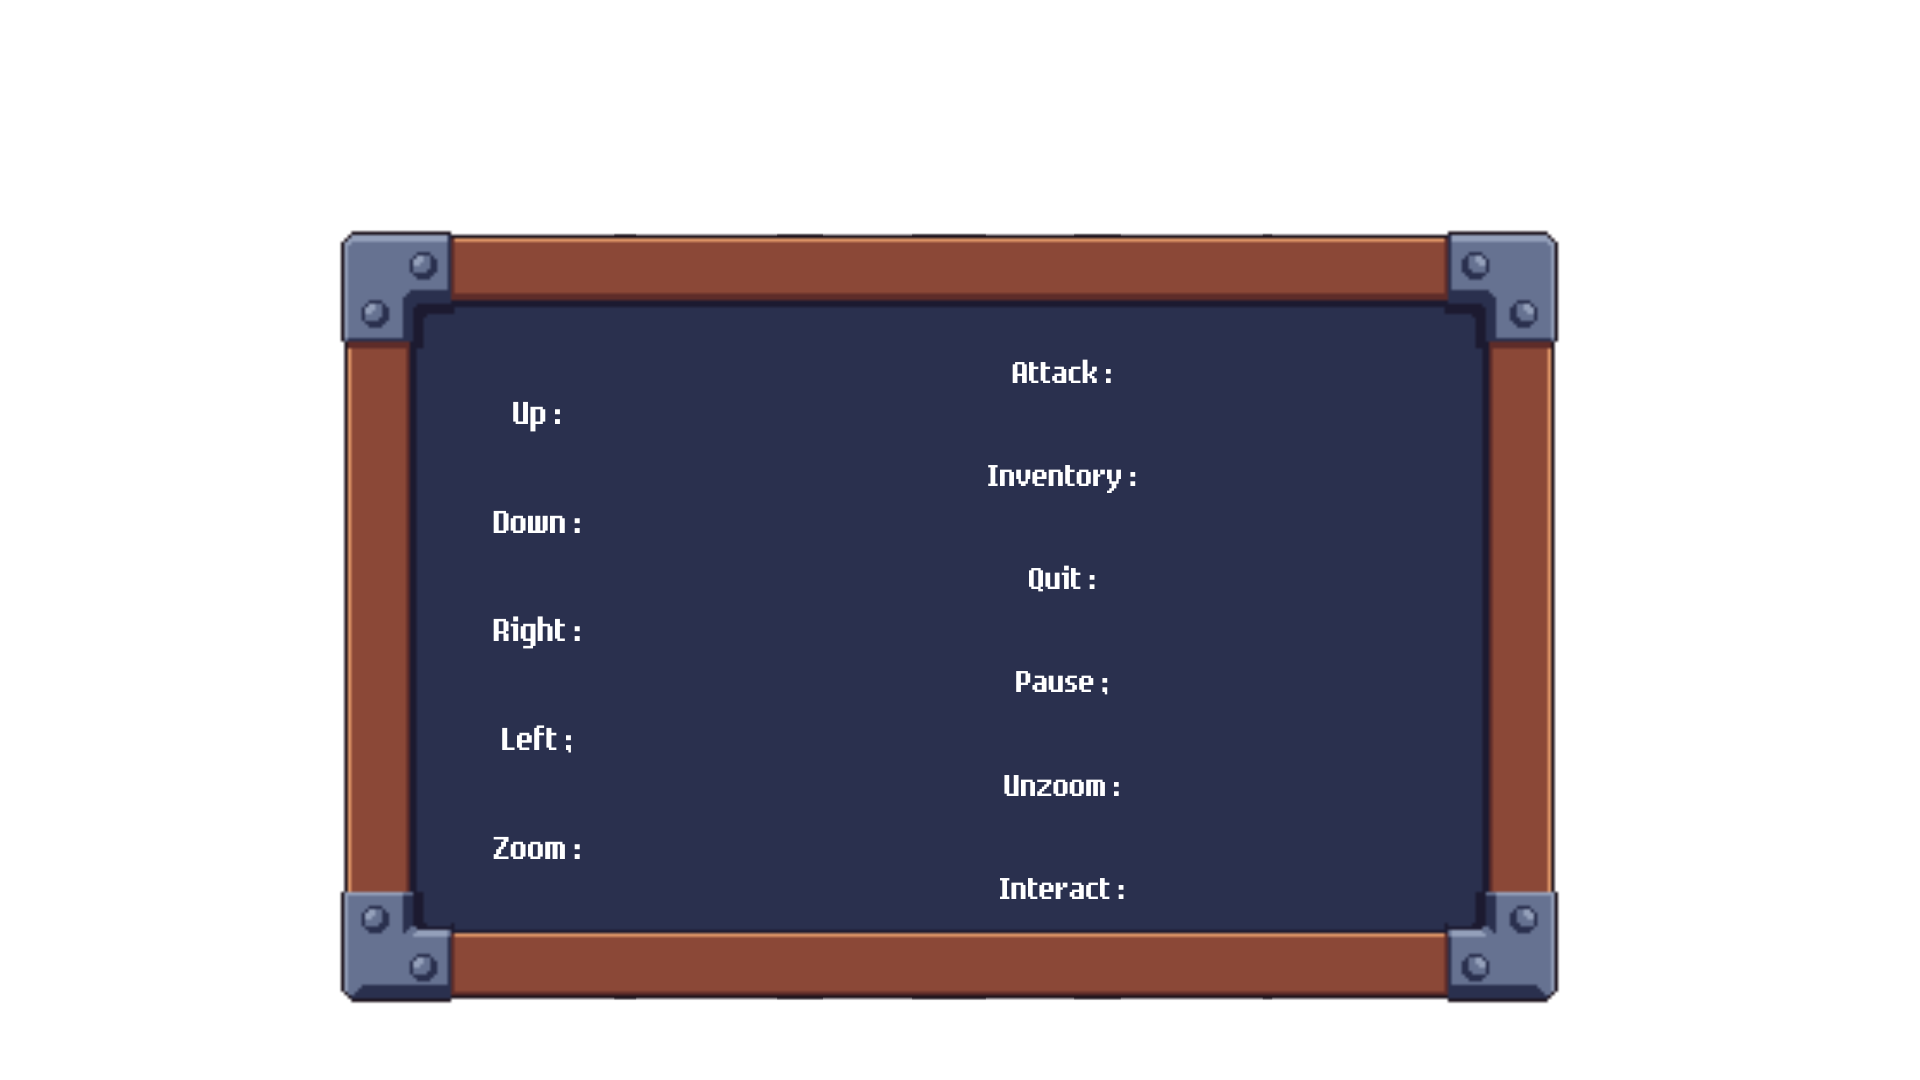 Up :
Down :
Right :
Left ;
Zoom :
Attack :
Inventory :
Quit :
Pause ;
Unzoom :
Interact :